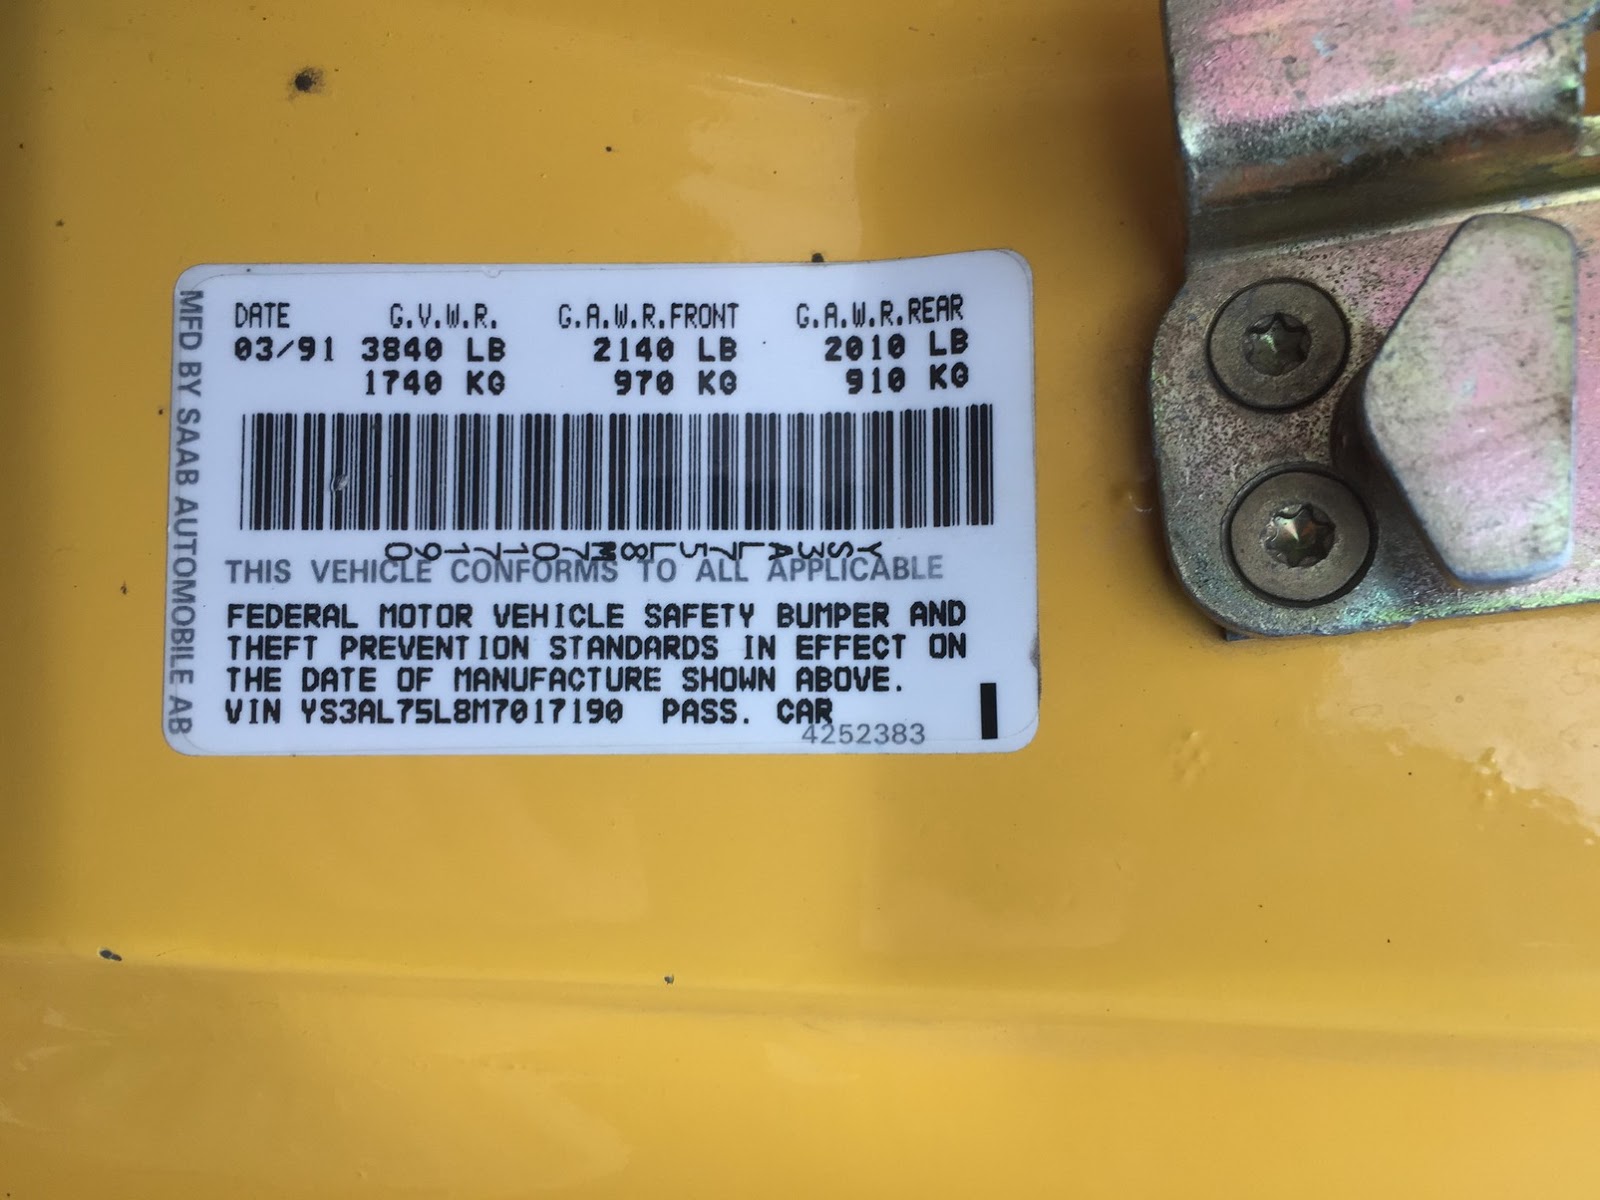 MFD BY SAAB AUTOMOBILE AB
DATE G.V.W.R. G.A.W.R.FRONT G.A.W.R.REAR
03/91 3840 LB 2140 LB 2010 LB
1740 KG 970 KG 910 KG
YS3AL75L8M7017190
THIS VEHICLE CONFORMS TO ALL APPLICABLE
FEDERAL MOTOR VEHICLE SAFETY BUMPER AND
THEFT PREVENTION STANDARDS IN EFFECT ON
THE DATE OF MANUFACTURE SHOWN ABOVE.
VIN YS3AL75L8M7017190 PASS. CAR
4252383